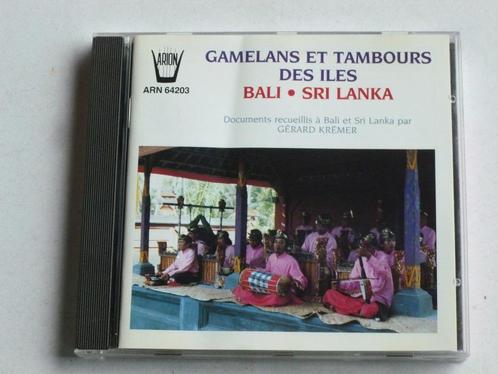 ARION
ARN 64203
GAMELANS ET TAMBOURS
DES ILES
BALI • SRI LANKA
Documents recueillis à Bali et Sri Lanka par
GÉRARD KRÉMER